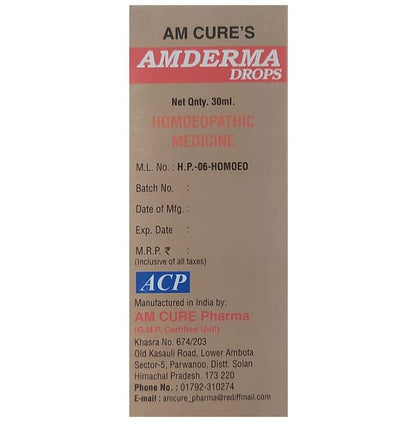 AM CURE'S
AMDERMA
DROPS
Net Qnty. 30ml.
HOMOEOPATHIC
MEDICINE
M.L. No. : H.P.-06-HOMOEO
Batch No. :
Date of Mfg. :
Exp. Date :
M.R.P. ₹ :
(Inclusive of all taxes)
ACP
Manufactured in India by:
AM CURE Pharma
(G.M.P. Certified Unit)
Khasra No. 674/203
Old Kasauli Road, Lower Ambota
Sector-5, Parwanoo, Distt. Solan
Himachal Pradesh. 173 220
Phone No. : 01792-310274
E-mail : amcure_pharma@rediffmail.com